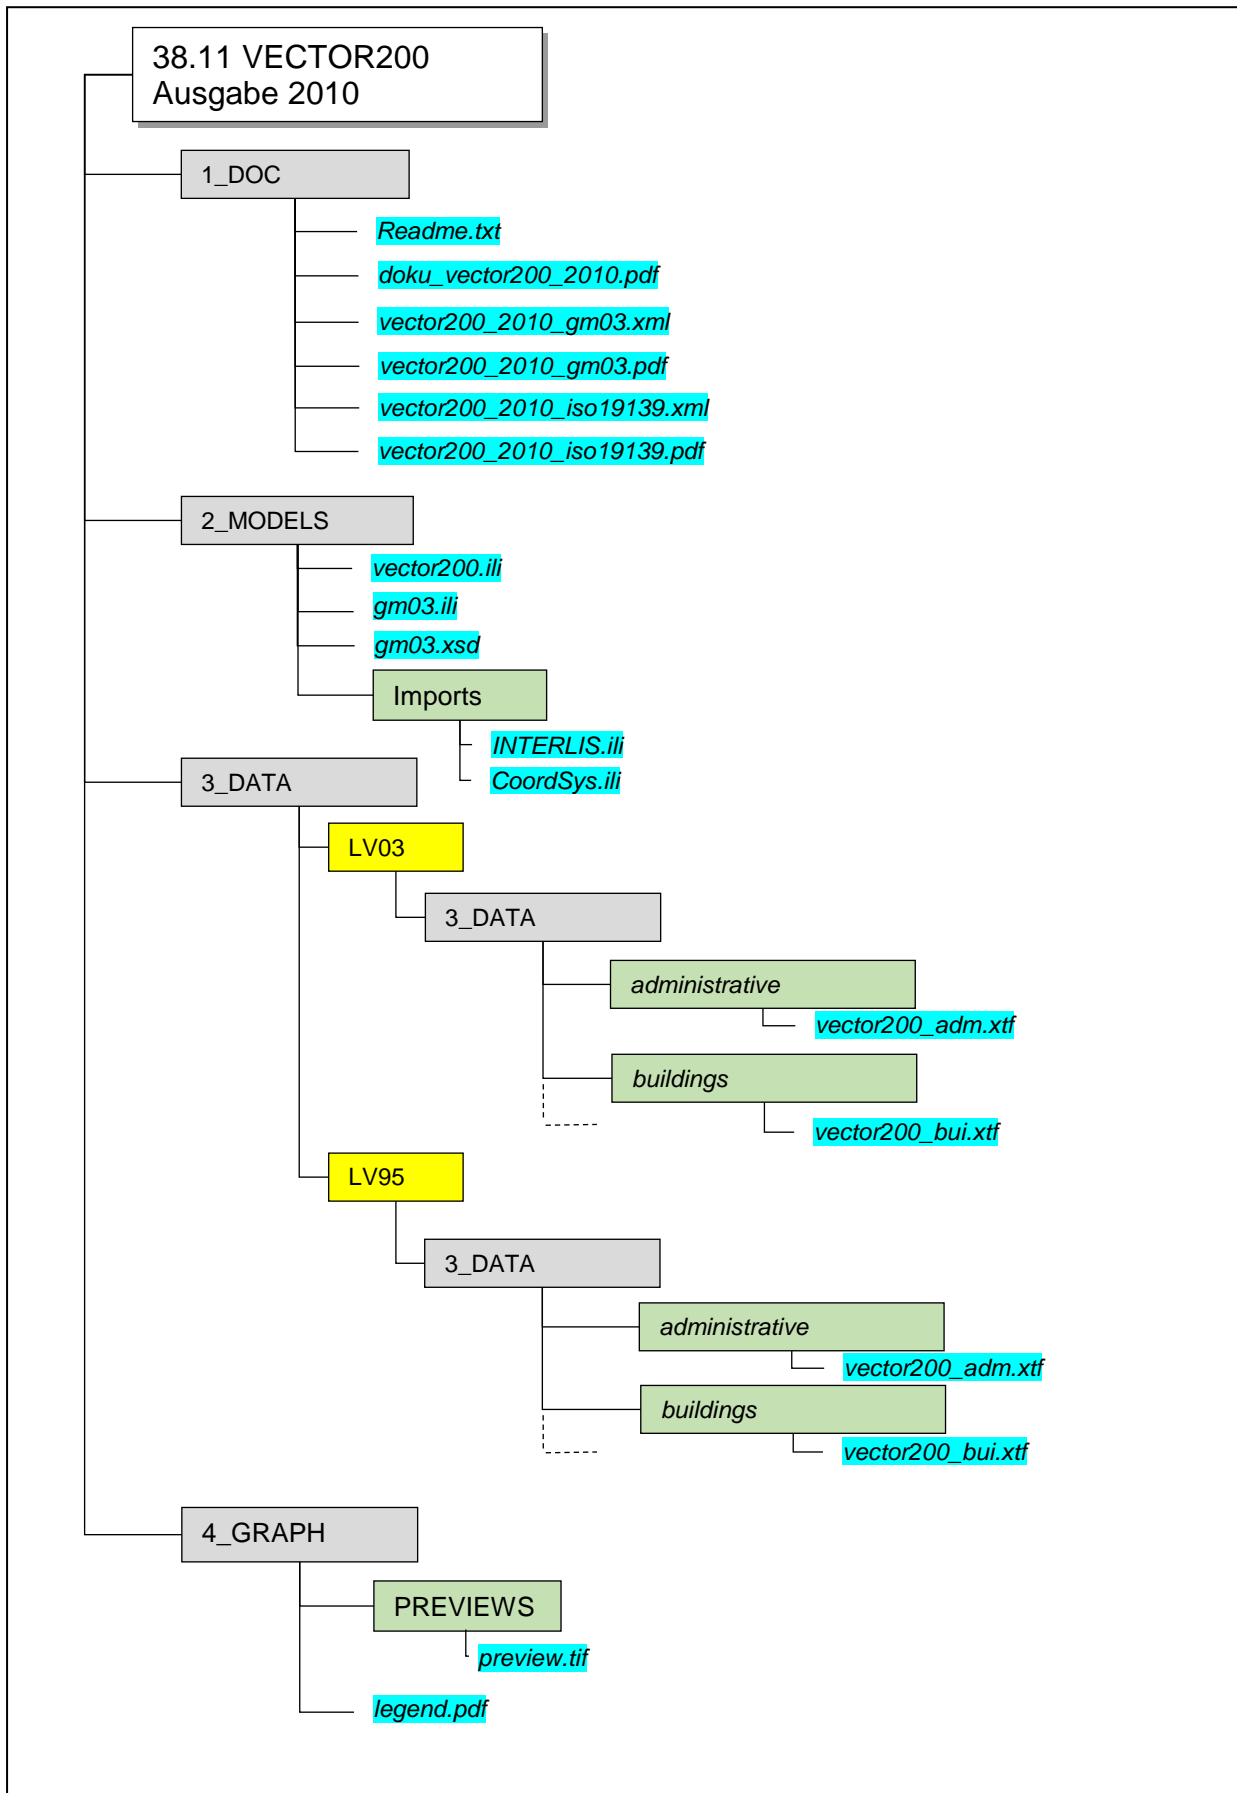 38.11 VECTOR200
Ausgabe 2010
1_DOC
Readme.txt
doku_vector200_2010.pdf
vector200_2010_gm03.xml
vector200_2010_gm03.pdf
vector200_2010_iso19139.xml
vector200_2010_iso19139.pdf
2_MODELS
vector200.ili
gm03.ili
gm03.xsd
Imports
INTERLIS.ili
CoordSys.ili
3_DATA
LV03
3_DATA
administrative
vector200_adm.xtf
buildings
vector200_bui.xtf
LV95
3_DATA
administrative
vector200_adm.xtf
buildings
vector200_bui.xtf
4_GRAPH
PREVIEWS
preview.tif
legend.pdf